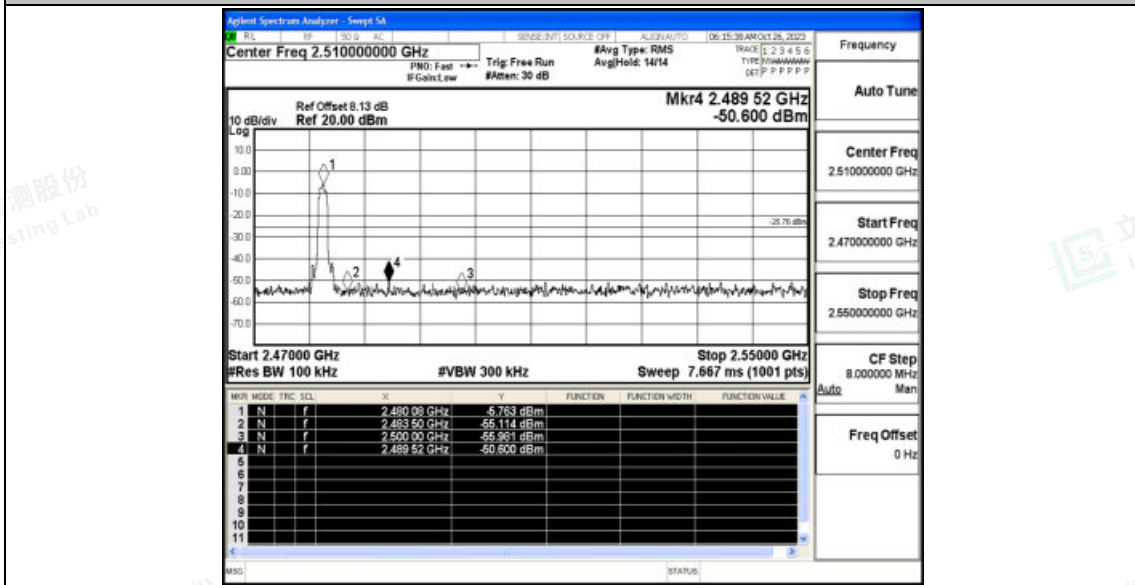 Agilent Spectrum Analyzer - Swept SA
RL RF 50 Ω AC SENSE:INT SOURCE OFF ALIGNAUTO 06:15:38 AM Oct 26, 2023
Center Freq 2.510000000 GHz
PNO: Fast
IFGain:Low
Trig: Free Run
#Atten: 30 dB
#Avg Type: RMS
Avg|Hold: 14/14
TRACE 1 2 3 4 5 6
TYPE
DET P P P P P P
Frequency
Auto Tune
Mkr4 2.489 52 GHz
-50.600 dBm
Ref Offset 8.13 dB
10 dB/div Ref 20.00 dBm
Log
10.0
0.00
-10.0
-20.0
-30.0
-40.0
-50.0
-60.0
-70.0
1
2
4
3
-25.76 dBm
Center Freq
2.510000000 GHz
Start Freq
2.470000000 GHz
Stop Freq
2.550000000 GHz
Start 2.47000 GHz Stop 2.55000 GHz
#Res BW 100 kHz #VBW 300 kHz Sweep 7.667 ms (1001 pts)
CF Step
8.000000 MHz
Auto Man
Freq Offset
0 Hz
MKR MODE TRC SCL X Y FUNCTION FUNCTION WIDTH FUNCTION VALUE
1 N f 2.480 08 GHz -5.763 dBm
2 N f 2.483 50 GHz -55.114 dBm
3 N f 2.500 00 GHz -55.981 dBm
4 N f 2.489 52 GHz -50.600 dBm
5
6
7
8
9
10
11
MSG STATUS
测股份
sting Lab
立